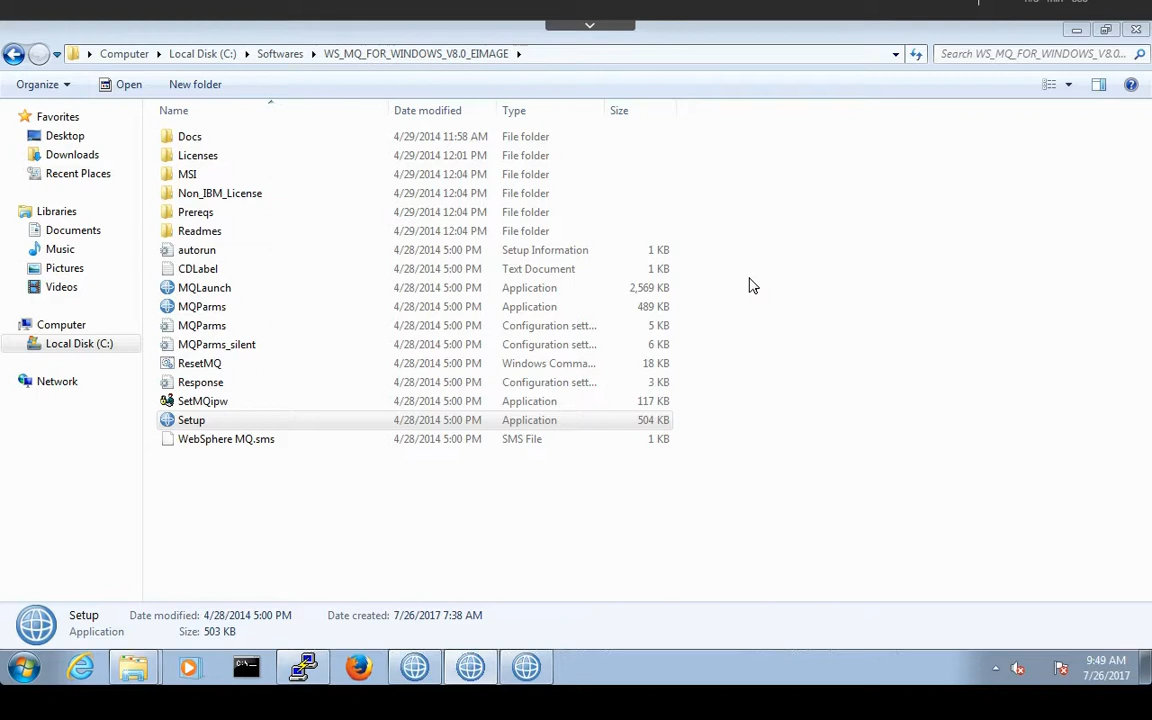 Computer Local Disk (C:) Softwares WS_MQ_FOR_WINDOWS_V8.0_EIMAGE Search WS_MQ_FOR_WINDOWS_V8.0_EI...
Organize Open New folder
Name Date modified Type Size
Favorites
Desktop
Downloads
Recent Places
Libraries
Documents
Music
Pictures
Videos
Computer
Local Disk (C:)
Network
Docs 4/29/2014 11:58 AM File folder
Licenses 4/29/2014 12:01 PM File folder
MSI 4/29/2014 12:04 PM File folder
Non_IBM_License 4/29/2014 12:04 PM File folder
Prereqs 4/29/2014 12:04 PM File folder
Readmes 4/29/2014 12:04 PM File folder
autorun 4/28/2014 5:00 PM Setup Information 1 KB
CDLabel 4/28/2014 5:00 PM Text Document 1 KB
MQLaunch 4/28/2014 5:00 PM Application 2,569 KB
MQParms 4/28/2014 5:00 PM Application 489 KB
MQParms 4/28/2014 5:00 PM Configuration sett... 5 KB
MQParms_silent 4/28/2014 5:00 PM Configuration sett... 6 KB
ResetMQ 4/28/2014 5:00 PM Windows Comma... 18 KB
Response 4/28/2014 5:00 PM Configuration sett... 3 KB
SetMQipw 4/28/2014 5:00 PM Application 117 KB
Setup 4/28/2014 5:00 PM Application 504 KB
WebSphere MQ.sms 4/28/2014 5:00 PM SMS File 1 KB
Setup Date modified: 4/28/2014 5:00 PM Date created: 7/26/2017 7:38 AM
Application Size: 503 KB
9:49 AM
7/26/2017